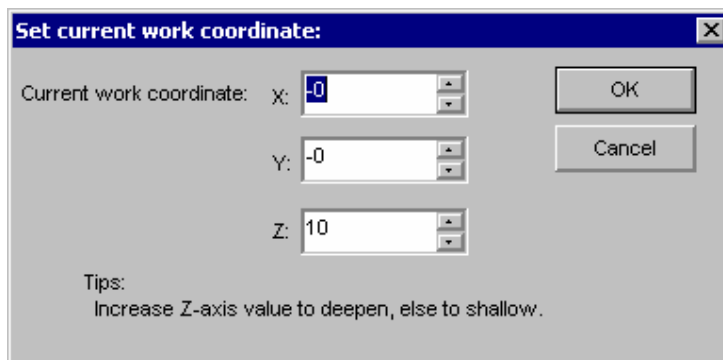 Set current work coordinate:
Current work coordinate: X: -0
OK
Y: -0
Cancel
Z: 10
Tips:
Increase Z-axis value to deepen, else to shallow.